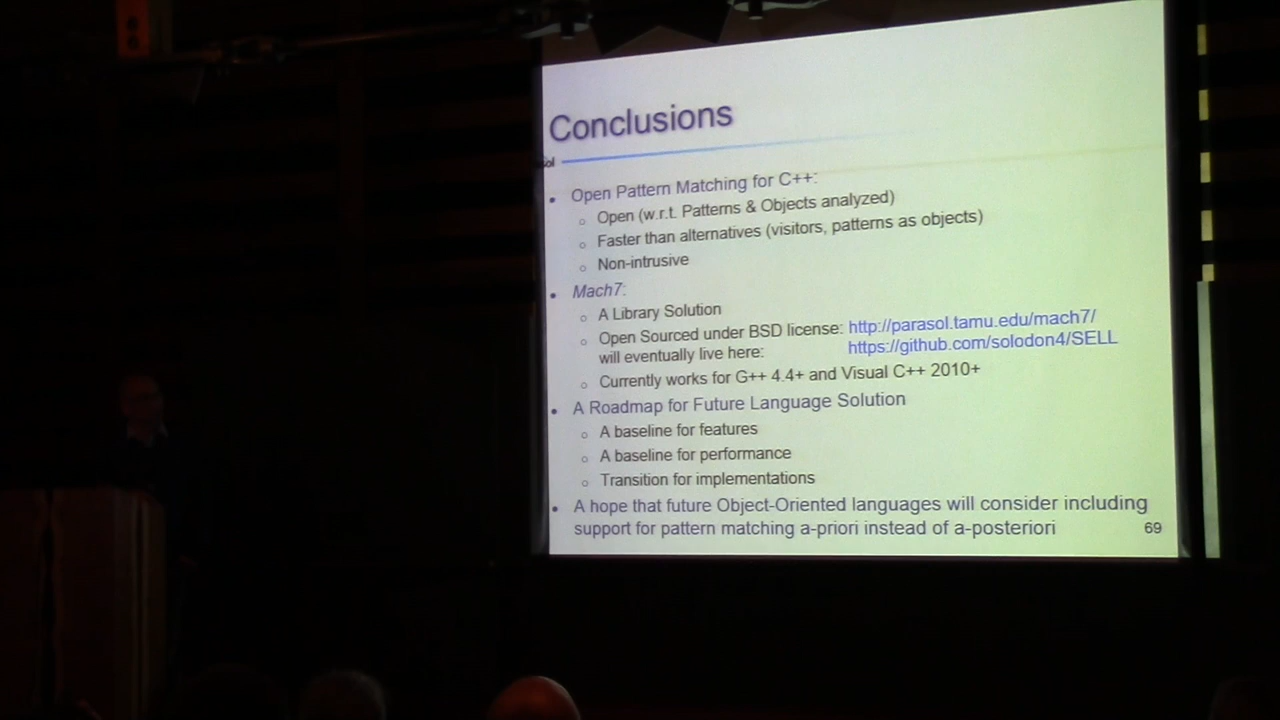 Conclusions
Open Pattern Matching for C++:
Open (w.r.t. Patterns & Objects analyzed)
Faster than alternatives (visitors, patterns as objects)
Non-intrusive
Mach7:
A Library Solution
Open Sourced under BSD license: http://parasol.tamu.edu/mach7/
will eventually live here: https://github.com/solodon4/SELL
Currently works for G++ 4.4+ and Visual C++ 2010+
A Roadmap for Future Language Solution
A baseline for features
A baseline for performance
Transition for implementations
A hope that future Object-Oriented languages will consider including
support for pattern matching a-priori instead of a-posteriori
69